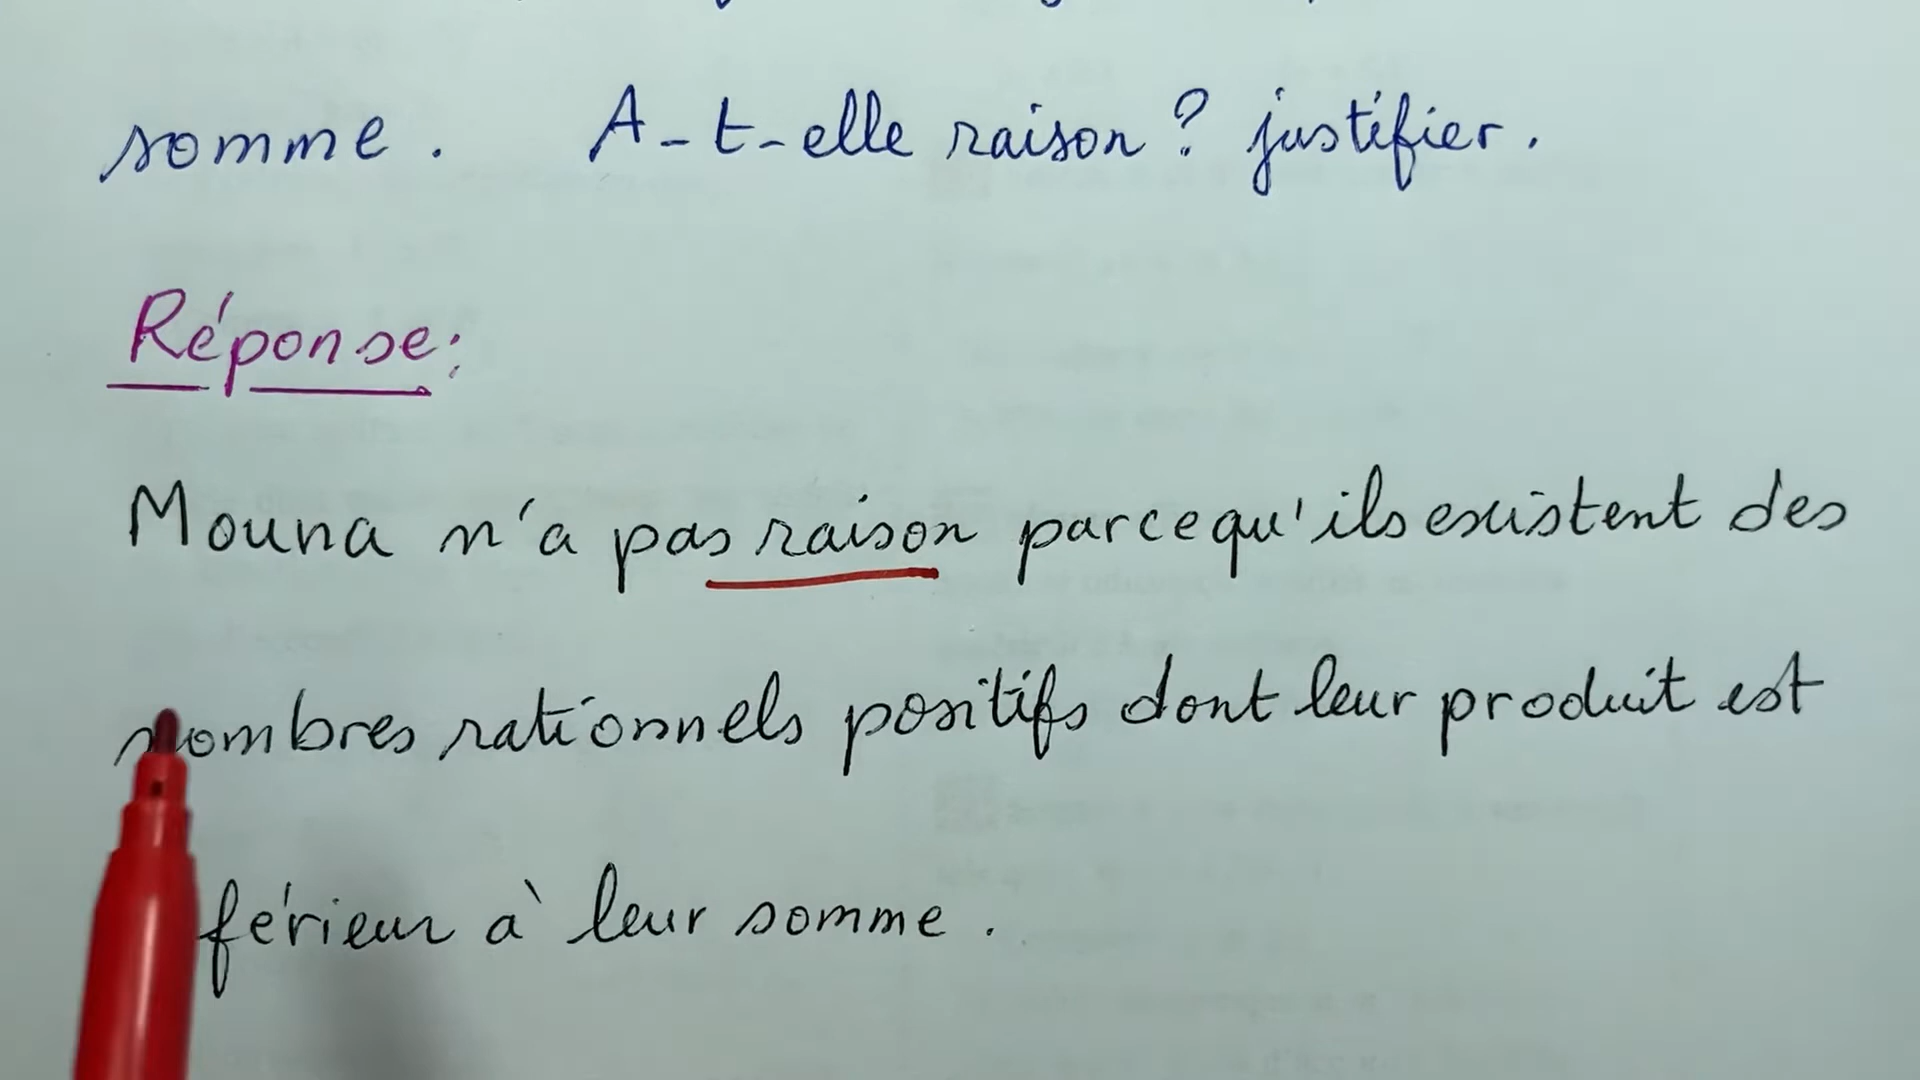 somme. A-t-elle raison ? justifier.
Réponse:
Mouna n'a pas raison parcequ'ils existent des
nombres rationnels positifs dont leur produit est
férieur à leur somme.